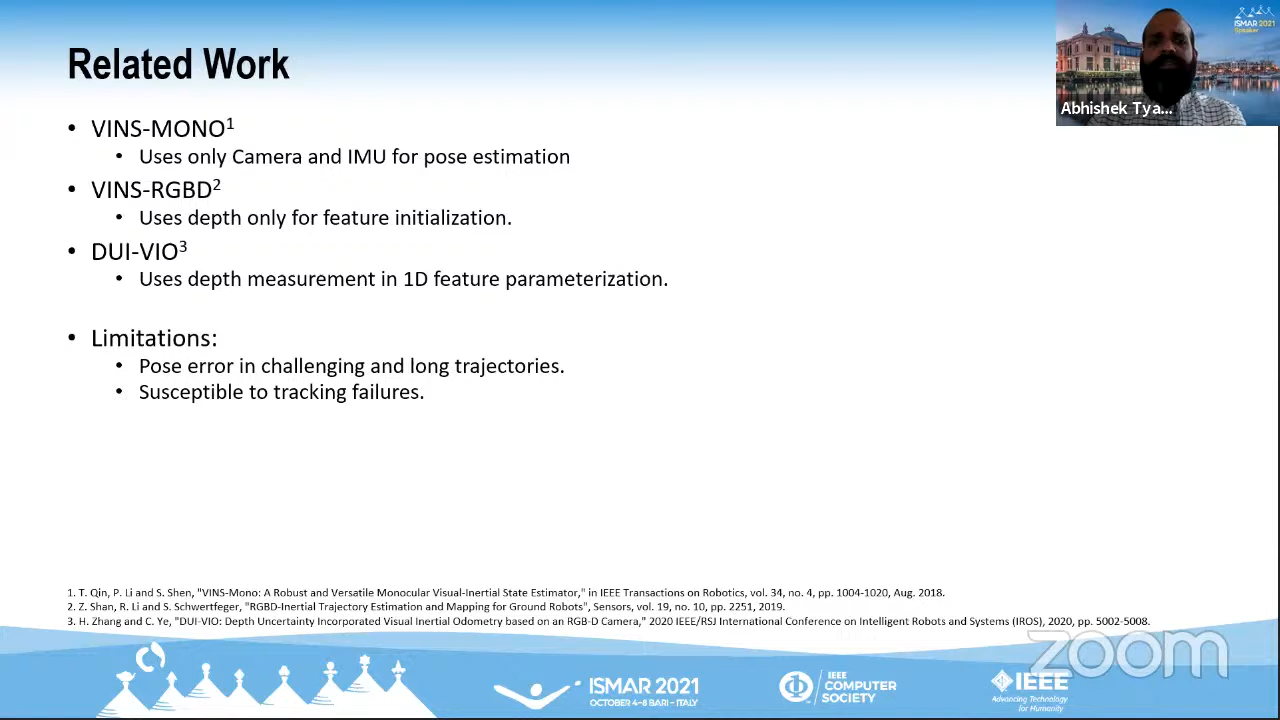 Related Work
ISMAR 2021
Speaker
Abhishek Tya...
• VINS-MONO1
• Uses only Camera and IMU for pose estimation
• VINS-RGBD2
• Uses depth only for feature initialization.
• DUI-VIO3
• Uses depth measurement in 1D feature parameterization.
• Limitations:
• Pose error in challenging and long trajectories.
• Susceptible to tracking failures.
1. T. Qin, P. Li and S. Shen, "VINS-Mono: A Robust and Versatile Monocular Visual-Inertial State Estimator," in IEEE Transactions on Robotics, vol. 34, no. 4, pp. 1004-1020, Aug. 2018.
2. Z. Shan, R. Li and S. Schwertfeger, "RGBD-Inertial Trajectory Estimation and Mapping for Ground Robots", Sensors, vol. 19, no. 10, pp. 2251, 2019.
3. H. Zhang and C. Ye, "DUI-VIO: Depth Uncertainty Incorporated Visual Inertial Odometry based on an RGB-D Camera," 2020 IEEE/RSJ International Conference on Intelligent Robots and Systems (IROS), 2020, pp. 5002-5008.
zoom
ISMAR 2021
OCTOBER 4-8 BARI - ITALY
IEEE
COMPUTER
SOCIETY
IEEE
Advancing Technology
for Humanity